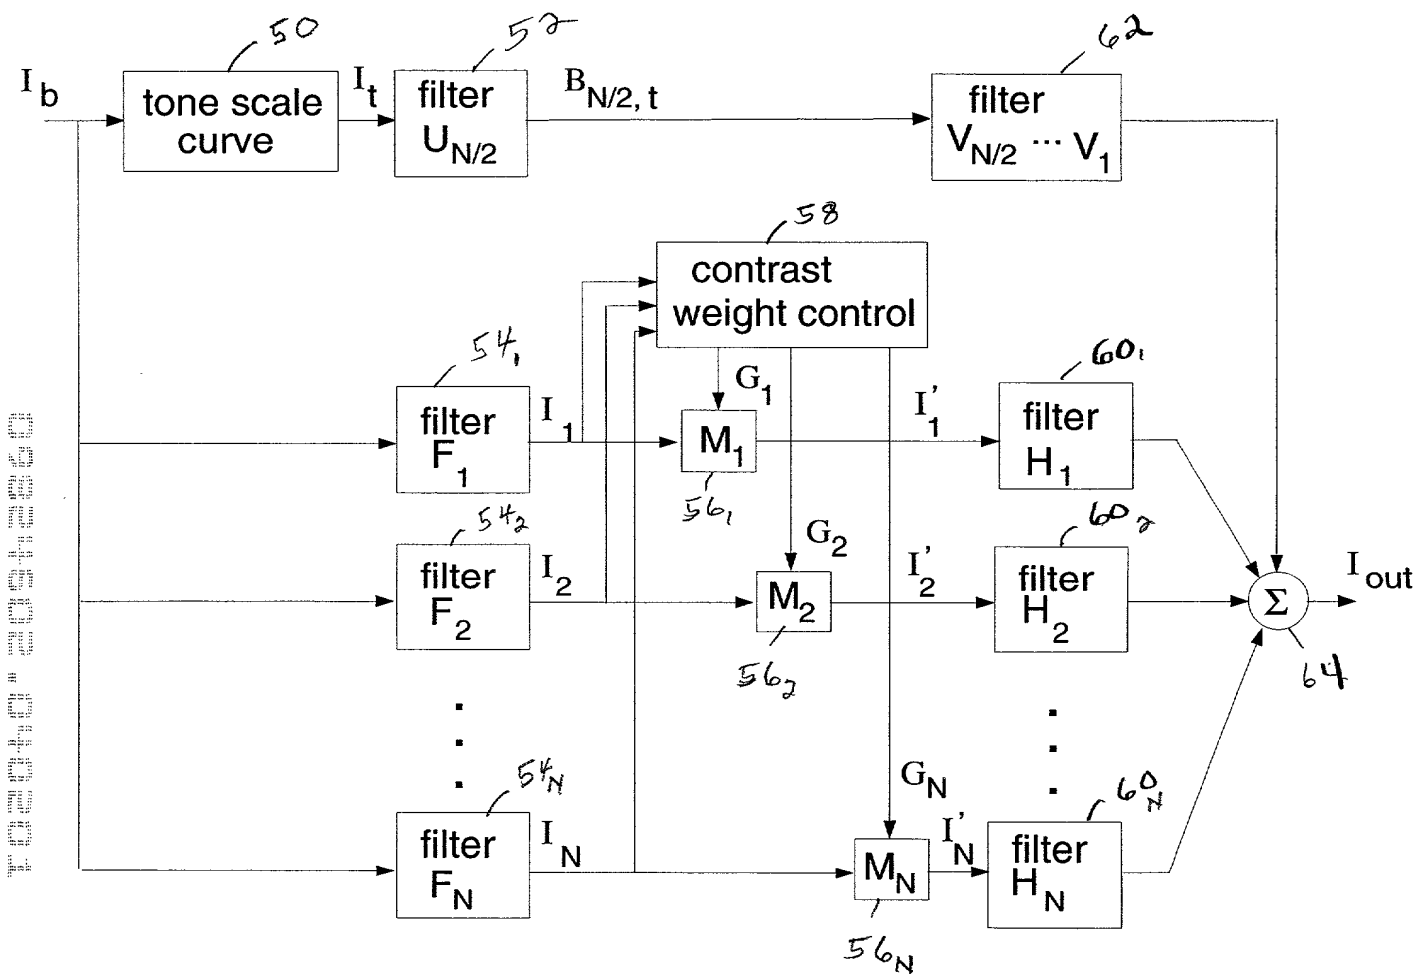 50
52
62
I b
tone scale
curve
I t
filter
U N/2
B N/2, t
filter
V N/2 ... V 1
58
contrast
weight control
54 1
60 1
filter
F 1
I 1
G 1
M 1
I' 1
filter
H 1
56 1
54 2
60 2
filter
F 2
I 2
G 2
M 2
I' 2
filter
H 2
Σ
I out
56 2
64
54 N
60 N
filter
F N
I N
G N
M N
I' N
filter
H N
56 N